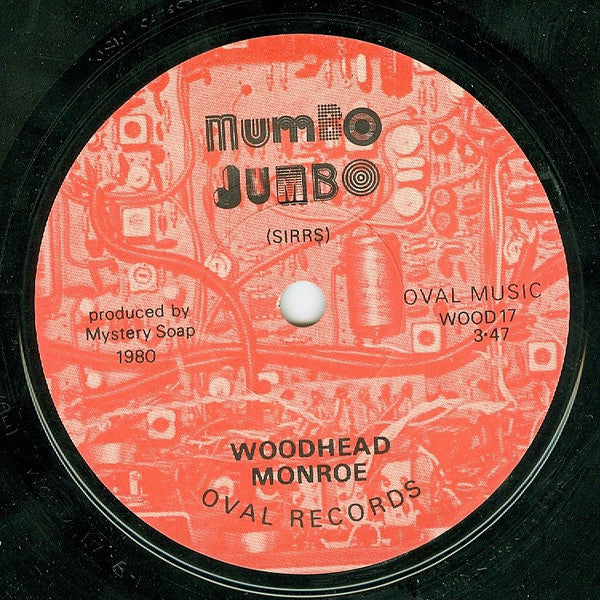 mumBO
JUMBO
(SIRRS)
produced by
Mystery Soap
1980
OVAL MUSIC
WOOD17
3·47
WOODHEAD
MONROE
OVAL RECORDS